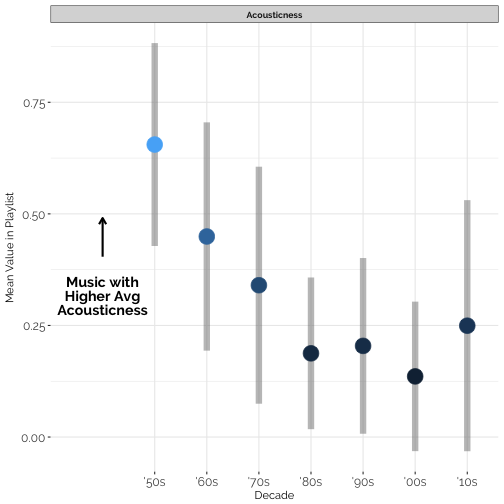 Acousticness
Mean Value in Playlist
0.75
0.50
0.25
0.00
Music with
Higher Avg
Acousticness
'50s '60s '70s '80s '90s '00s '10s
Decade